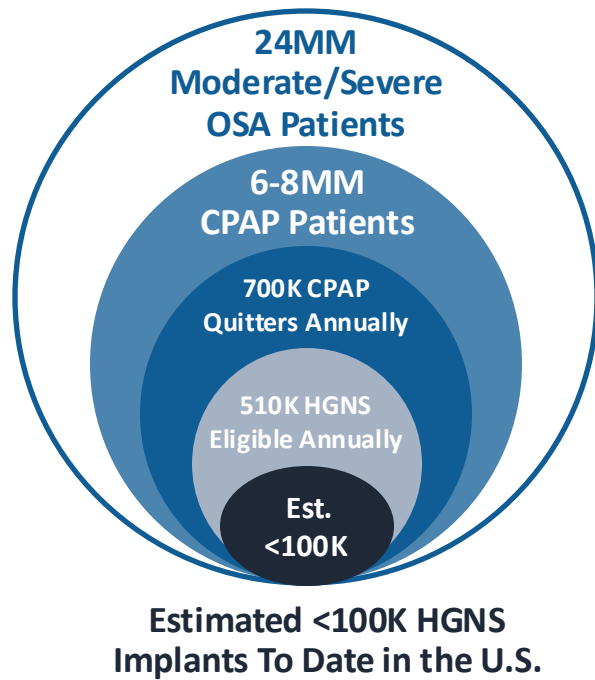 24MM
Moderate/Severe
OSA Patients
6-8MM
CPAP Patients
700K CPAP
Quitters Annually
510K HGNS
Eligible Annually
Est.
<100K
Estimated <100K HGNS
Implants To Date in the U.S.